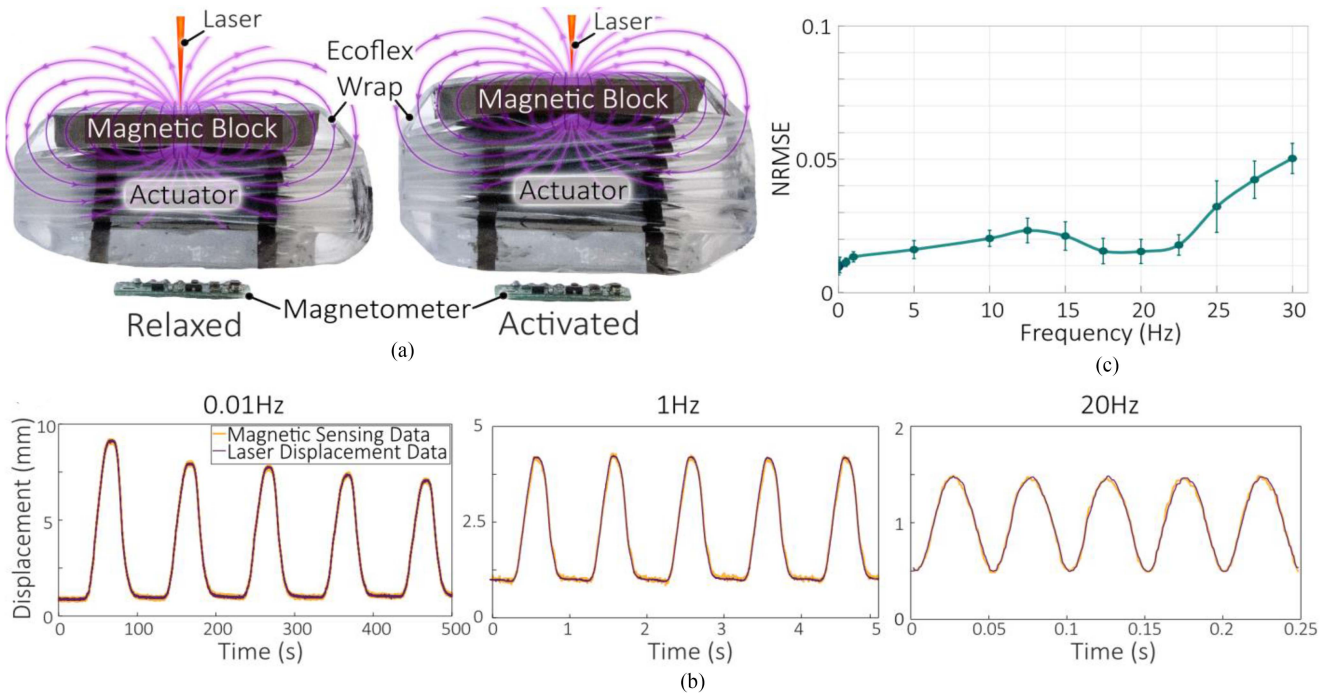 Laser
Ecoflex
Wrap
Magnetic Block
Actuator
Relaxed
Laser
Magnetic Block
Actuator
Magnetometer
Activated
(a)
0.1
0.05
0
NRMSE
0 5 10 15 20 25 30
Frequency (Hz)
(c)
0.01Hz
Magnetic Sensing Data
Laser Displacement Data
10
5
0
Displacement (mm)
0 100 200 300 400 500
Time (s)
1Hz
5
2.5
0
0 1 2 3 4 5
Time (s)
20Hz
2
1
0
0 0.05 0.1 0.15 0.2 0.25
Time (s)
(b)